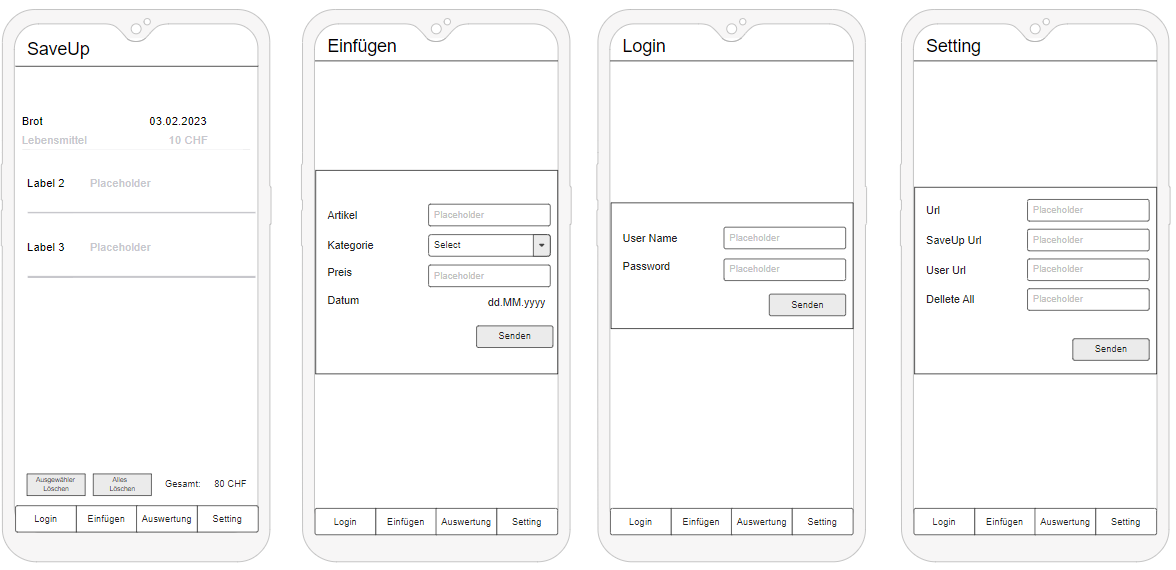 SaveUp
Brot 03.02.2023
Lebensmittel 10 CHF
Label 2 Placeholder
Label 3 Placeholder
Ausgewähler
Löschen
Alles
Löschen
Gesamt: 80 CHF
Login Einfügen Auswertung Setting
Einfügen
Artikel Placeholder
Kategorie Select
Preis Placeholder
Datum dd.MM.yyyy
Senden
Login Einfügen Auswertung Setting
Login
User Name Placeholder
Password Placeholder
Senden
Login Einfügen Auswertung Setting
Setting
Url Placeholder
SaveUp Url Placeholder
User Url Placeholder
Dellete All Placeholder
Senden
Login Einfügen Auswertung Setting